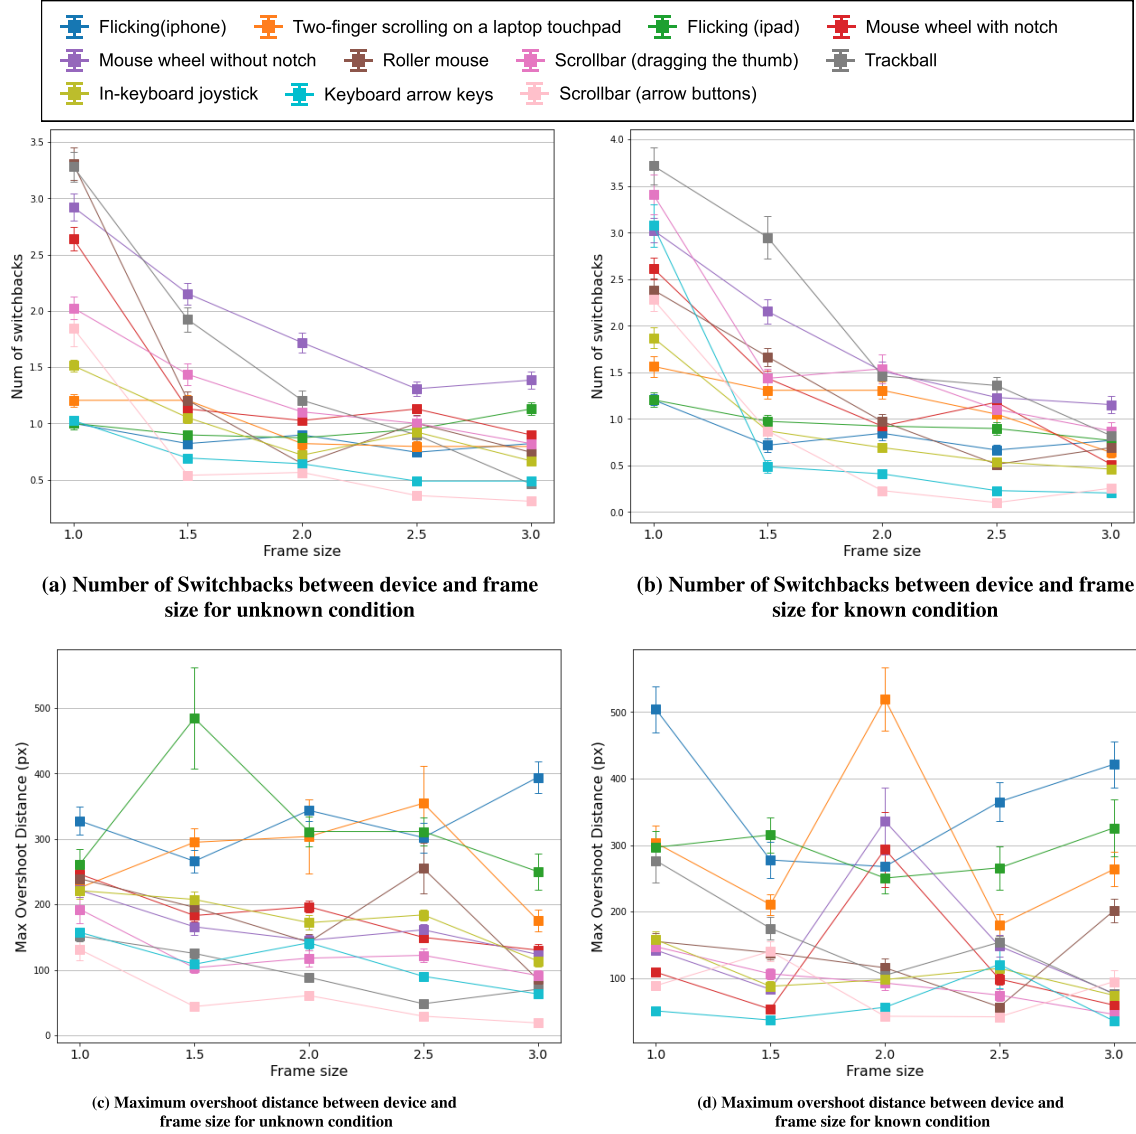 Flicking(iphone) Two-finger scrolling on a laptop touchpad Flicking (ipad) Mouse wheel with notch
Mouse wheel without notch Roller mouse Scrollbar (dragging the thumb) Trackball
In-keyboard joystick Keyboard arrow keys Scrollbar (arrow buttons)
Num of switchbacks
3.5
3.0
2.5
2.0
1.5
1.0
0.5
1.0 1.5 2.0 2.5 3.0
Frame size
(a) Number of Switchbacks between device and frame
size for unknown condition
Num of switchbacks
4.0
3.5
3.0
2.5
2.0
1.5
1.0
0.5
0.0
1.0 1.5 2.0 2.5 3.0
Frame size
(b) Number of Switchbacks between device and frame
size for known condition
Max Overshoot Distance (px)
500
400
300
200
100
0
1.0 1.5 2.0 2.5 3.0
Frame size
(c) Maximum overshoot distance between device and
frame size for unknown condition
Max Overshoot Distance (px)
500
400
300
200
100
1.0 1.5 2.0 2.5 3.0
Frame size
(d) Maximum overshoot distance between device and
frame size for known condition